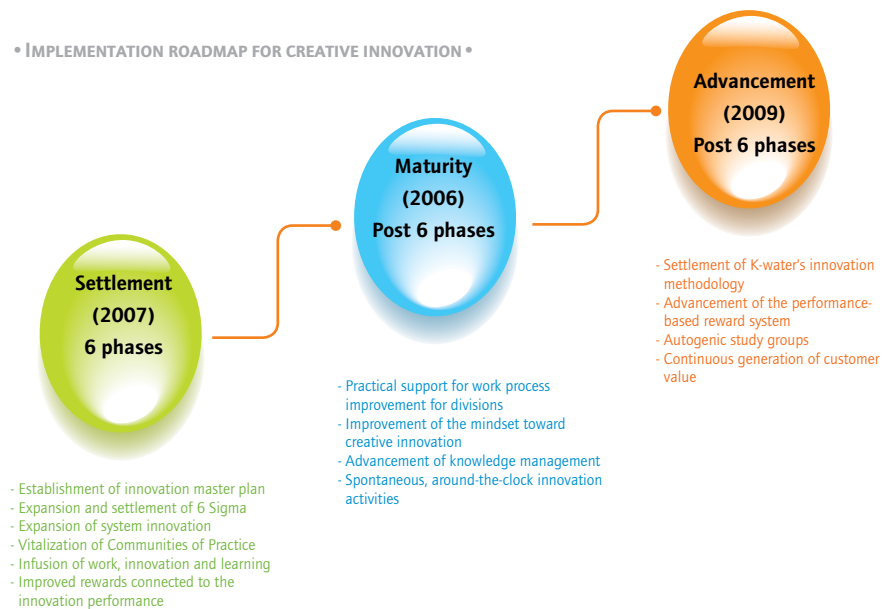 • IMPLEMENTATION ROADMAP FOR CREATIVE INNOVATION •
Settlement
(2007)
6 phases
- Establishment of innovation master plan
- Expansion and settlement of 6 Sigma
- Expansion of system innovation
- Vitalization of Communities of Practice
- Infusion of work, innovation and learning
- Improved rewards connected to the
innovation performance
Maturity
(2006)
Post 6 phases
- Practical support for work process
improvement for divisions
- Improvement of the mindset toward
creative innovation
- Advancement of knowledge management
- Spontaneous, around-the-clock innovation
activities
Advancement
(2009)
Post 6 phases
- Settlement of K-water's innovation
methodology
- Advancement of the performance-
based reward system
- Autogenic study groups
- Continuous generation of customer
value